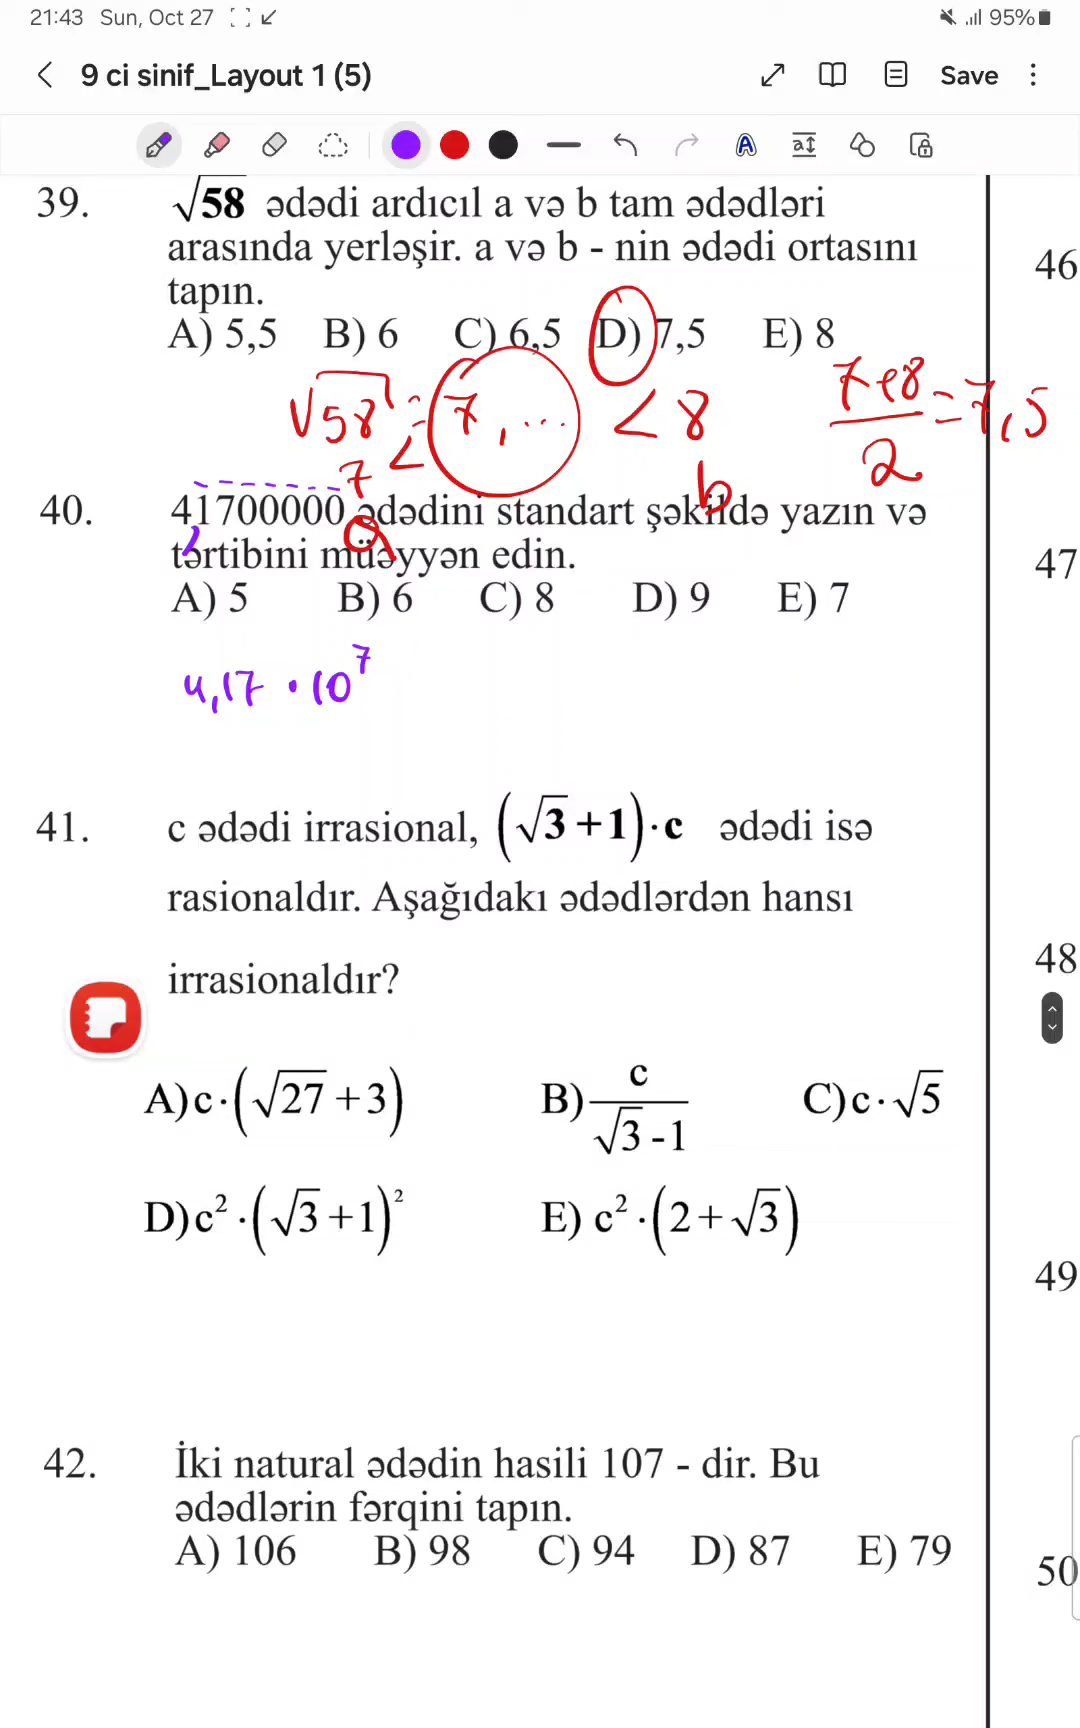 21:43 Sun, Oct 27 95%
9 ci sinif_Layout 1 (5)
Save
39. √58 ədədi ardıcıl a və b tam ədədləri
arasında yerləşir. a və b - nin ədədi ortasını
tapın.
A) 5,5 B) 6 C) 6,5 D) 7,5 E) 8
√58 = 7,... < 8
7 <
a
b
7+8/2 = 7,5
40. 41700000 ədədini standart şəkildə yazın və
tərtibini müəyyən edin.
A) 5 B) 6 C) 8 D) 9 E) 7
4,17 · 10⁷
41. c ədədi irrasional, (√3+1)·c ədədi isə
rasionaldır. Aşağıdakı ədədlərdən hansı
irrasionaldır?
A)c·(√27+3) B) c/√3-1 C)c·√5
D)c²·(√3+1)² E) c²·(2+√3)
42. İki natural ədədin hasili 107 - dir. Bu
ədədlərin fərqini tapın.
A) 106 B) 98 C) 94 D) 87 E) 79
46
47
48
49
50